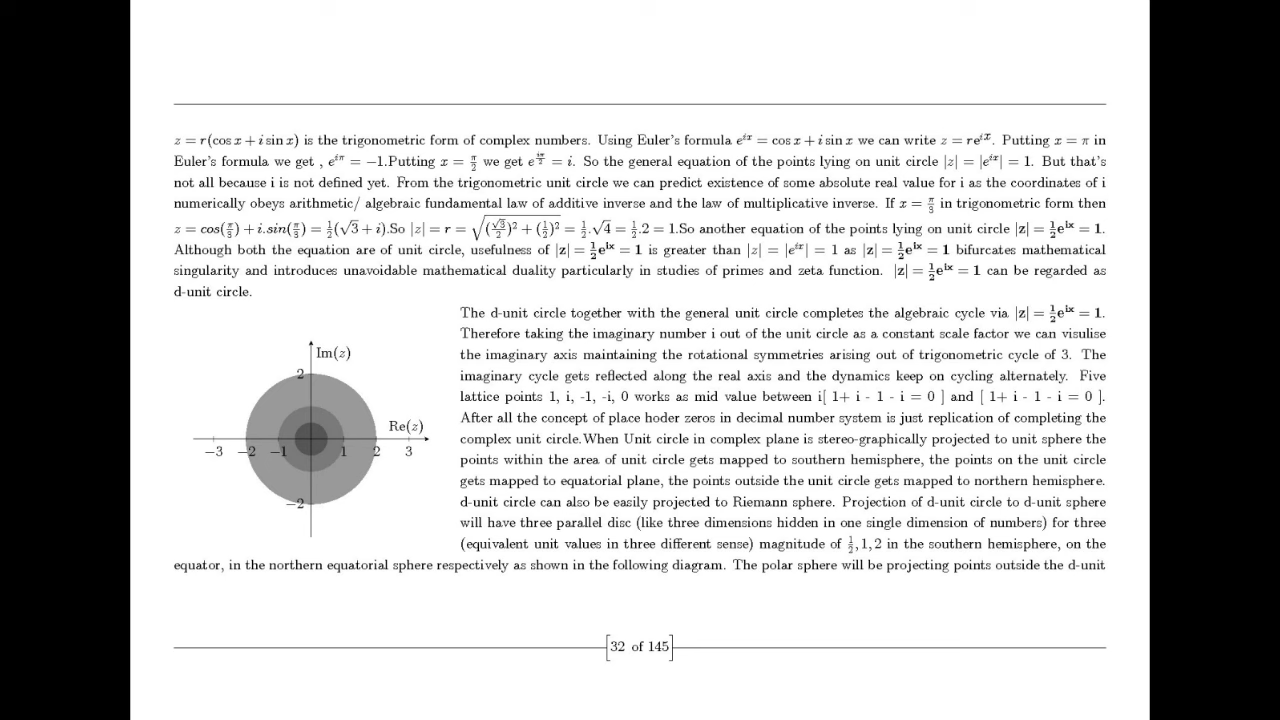 z = r(cos x + i sin x) is the trigonometric form of complex numbers. Using Euler's formula e^{ix} = cos x + i sin x we can write z = re^{ix}. Putting x = π in
Euler's formula we get , e^{iπ} = −1.Putting x = π/2 we get e^{iπ/2} = i. So the general equation of the points lying on unit circle |z| = |e^{ix}| = 1. But that's
not all because i is not defined yet. From the trigonometric unit circle we can predict existence of some absolute real value for i as the coordinates of i
numerically obeys arithmetic/ algebraic fundamental law of additive inverse and the law of multiplicative inverse. If x = π/3 in trigonometric form then
z = cos(π/3) + i.sin(π/3) = 1/2(√3 + i).So |z| = r = √((√3/2)² + (1/2)²) = 1/2.√4 = 1/2.2 = 1.So another equation of the points lying on unit circle |z| = 1/2e^{ix} = 1.
Although both the equation are of unit circle, usefulness of |z| = 1/2e^{ix} = 1 is greater than |z| = |e^{ix}| = 1 as |z| = 1/2e^{ix} = 1 bifurcates mathematical
singularity and introduces unavoidable mathematical duality particularly in studies of primes and zeta function. |z| = 1/2e^{ix} = 1 can be regarded as
d-unit circle.
The d-unit circle together with the general unit circle completes the algebraic cycle via |z| = 1/2e^{ix} = 1.
Therefore taking the imaginary number i out of the unit circle as a constant scale factor we can visulise
the imaginary axis maintaining the rotational symmetries arising out of trigonometric cycle of 3. The
imaginary cycle gets reflected along the real axis and the dynamics keep on cycling alternately. Five
lattice points 1, i, -1, -i, 0 works as mid value between i[ 1+ i - 1 - i = 0 ] and [ 1+ i - 1 - i = 0 ].
After all the concept of place hoder zeros in decimal number system is just replication of completing the
complex unit circle.When Unit circle in complex plane is stereo-graphically projected to unit sphere the
points within the area of unit circle gets mapped to southern hemisphere, the points on the unit circle
gets mapped to equatorial plane, the points outside the unit circle gets mapped to northern hemisphere.
d-unit circle can also be easily projected to Riemann sphere. Projection of d-unit circle to d-unit sphere
will have three parallel disc (like three dimensions hidden in one single dimension of numbers) for three
(equivalent unit values in three different sense) magnitude of 1/2, 1, 2 in the southern hemisphere, on the
equator, in the northern equatorial sphere respectively as shown in the following diagram. The polar sphere will be projecting points outside the d-unit
Im(z)
2
Re(z)
−3 −2 −1 1 2 3
−2
32 of 145